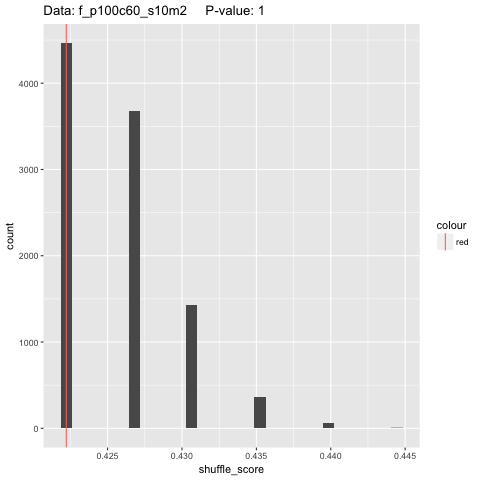 Data: f_p100c60_s10m2 P-value: 1
4000
3000
2000
1000
0
count
0.425 0.430 0.435 0.440 0.445
shuffle_score
colour
red